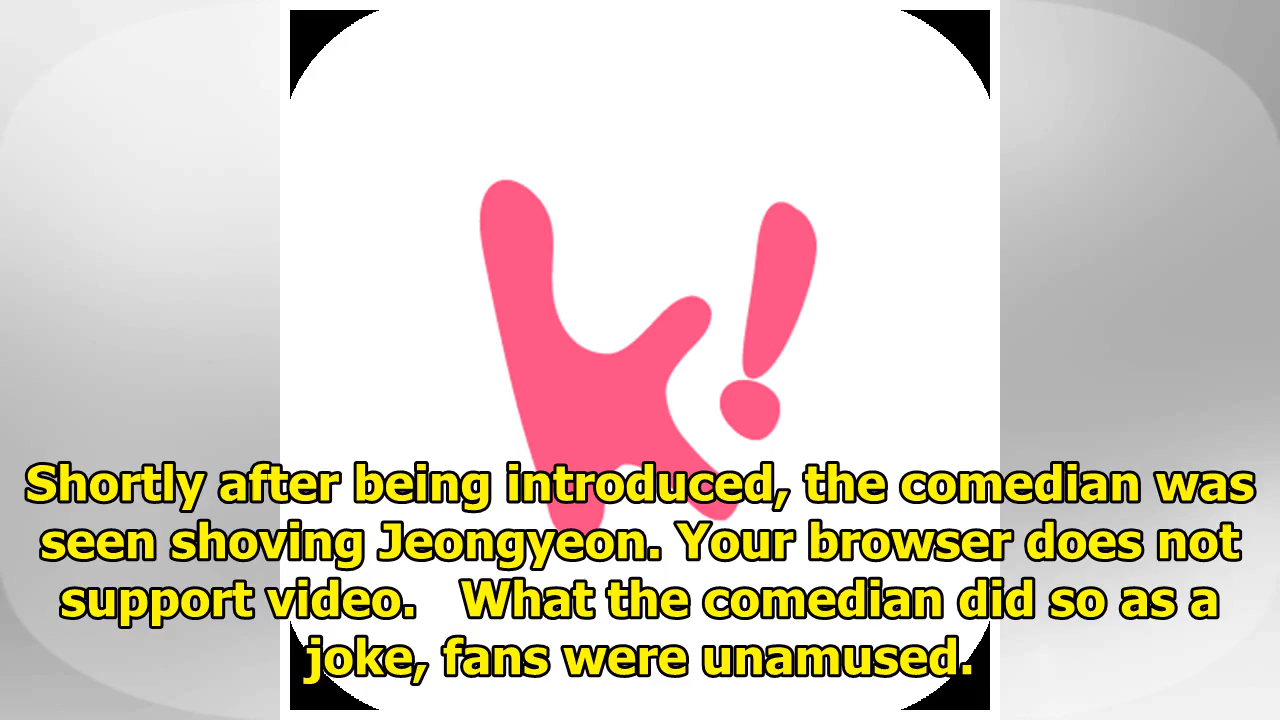 k!
Shortly after being introduced, the comedian was
seen shoving Jeongyeon. Your browser does not
support video.   What the comedian did so as a
joke, fans were unamused.